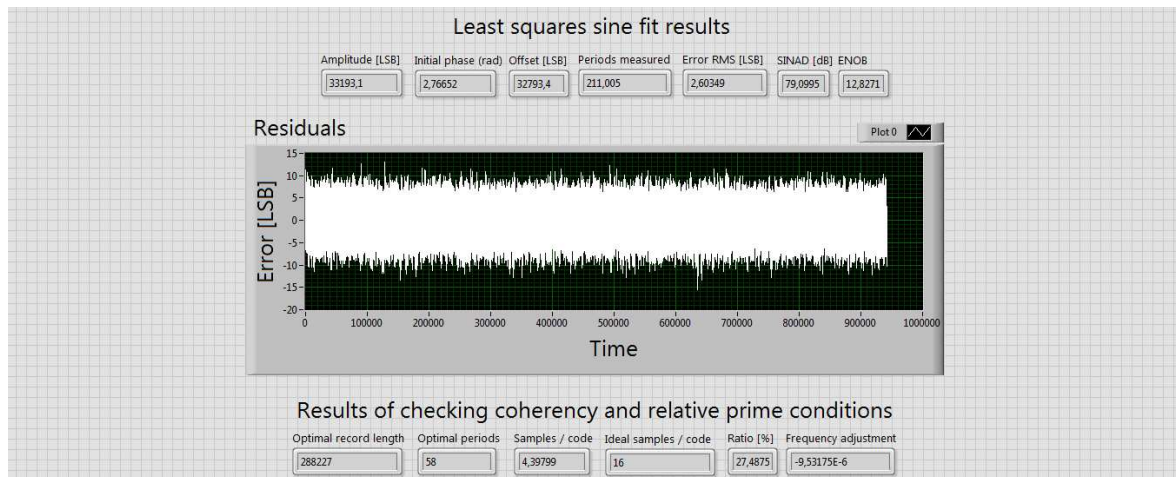 Least squares sine fit results
Amplitude [LSB] Initial phase (rad) Offset [LSB] Periods measured Error RMS [LSB] SINAD [dB] ENOB
33193,1 2,76652 32793,4 211,005 2,60349 79,0995 12,8271
Residuals Plot 0
15
10
5
0
-5
-10
-15
-20
Error [LSB]
0 100000 200000 300000 400000 500000 600000 700000 800000 900000 1000000
Time
Results of checking coherency and relative prime conditions
Optimal record length Optimal periods Samples / code Ideal samples / code Ratio [%] Frequency adjustment
288227 58 4,39799 16 27,4875 -9,53175E-6